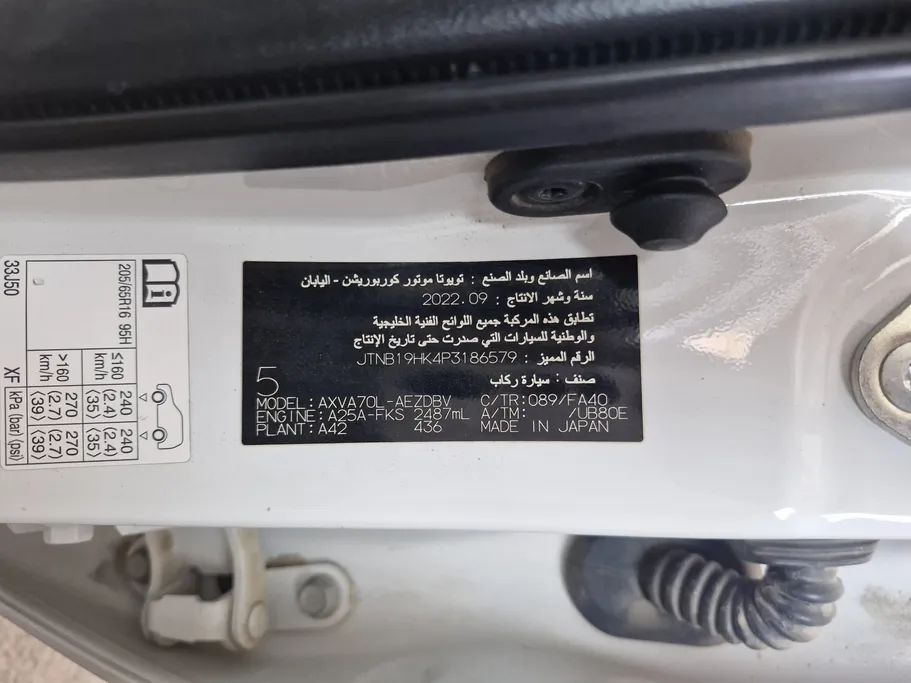 اسم الصانع وبلد الصنع : تويوتا موتور كوربوريشن - اليابان
سنة وشهر الانتاج : 2022.09
تطابق هذه المركبة جميع اللوائح الفنية الخليجية
والوطنية للسيارات التي صدرت حتى تاريخ الإنتاج
الرقم المميز : JTNB19HK4P3186579
صنف : سيارة ركاب
5
MODEL: AXVA70L-AEZDBV C/TR: 089/FA40
ENGINE: A25A-FKS 2487mL A/TM: /UB80E
PLANT: A42 436 MADE IN JAPAN
205/65R16 95H
≤160 km/h
240 (2.4) (35)
240 (2.4) (35)
>160 km/h
270 (2.7) (39)
270 (2.7) (39)
kPa (bar) (psi)
33J50
XF